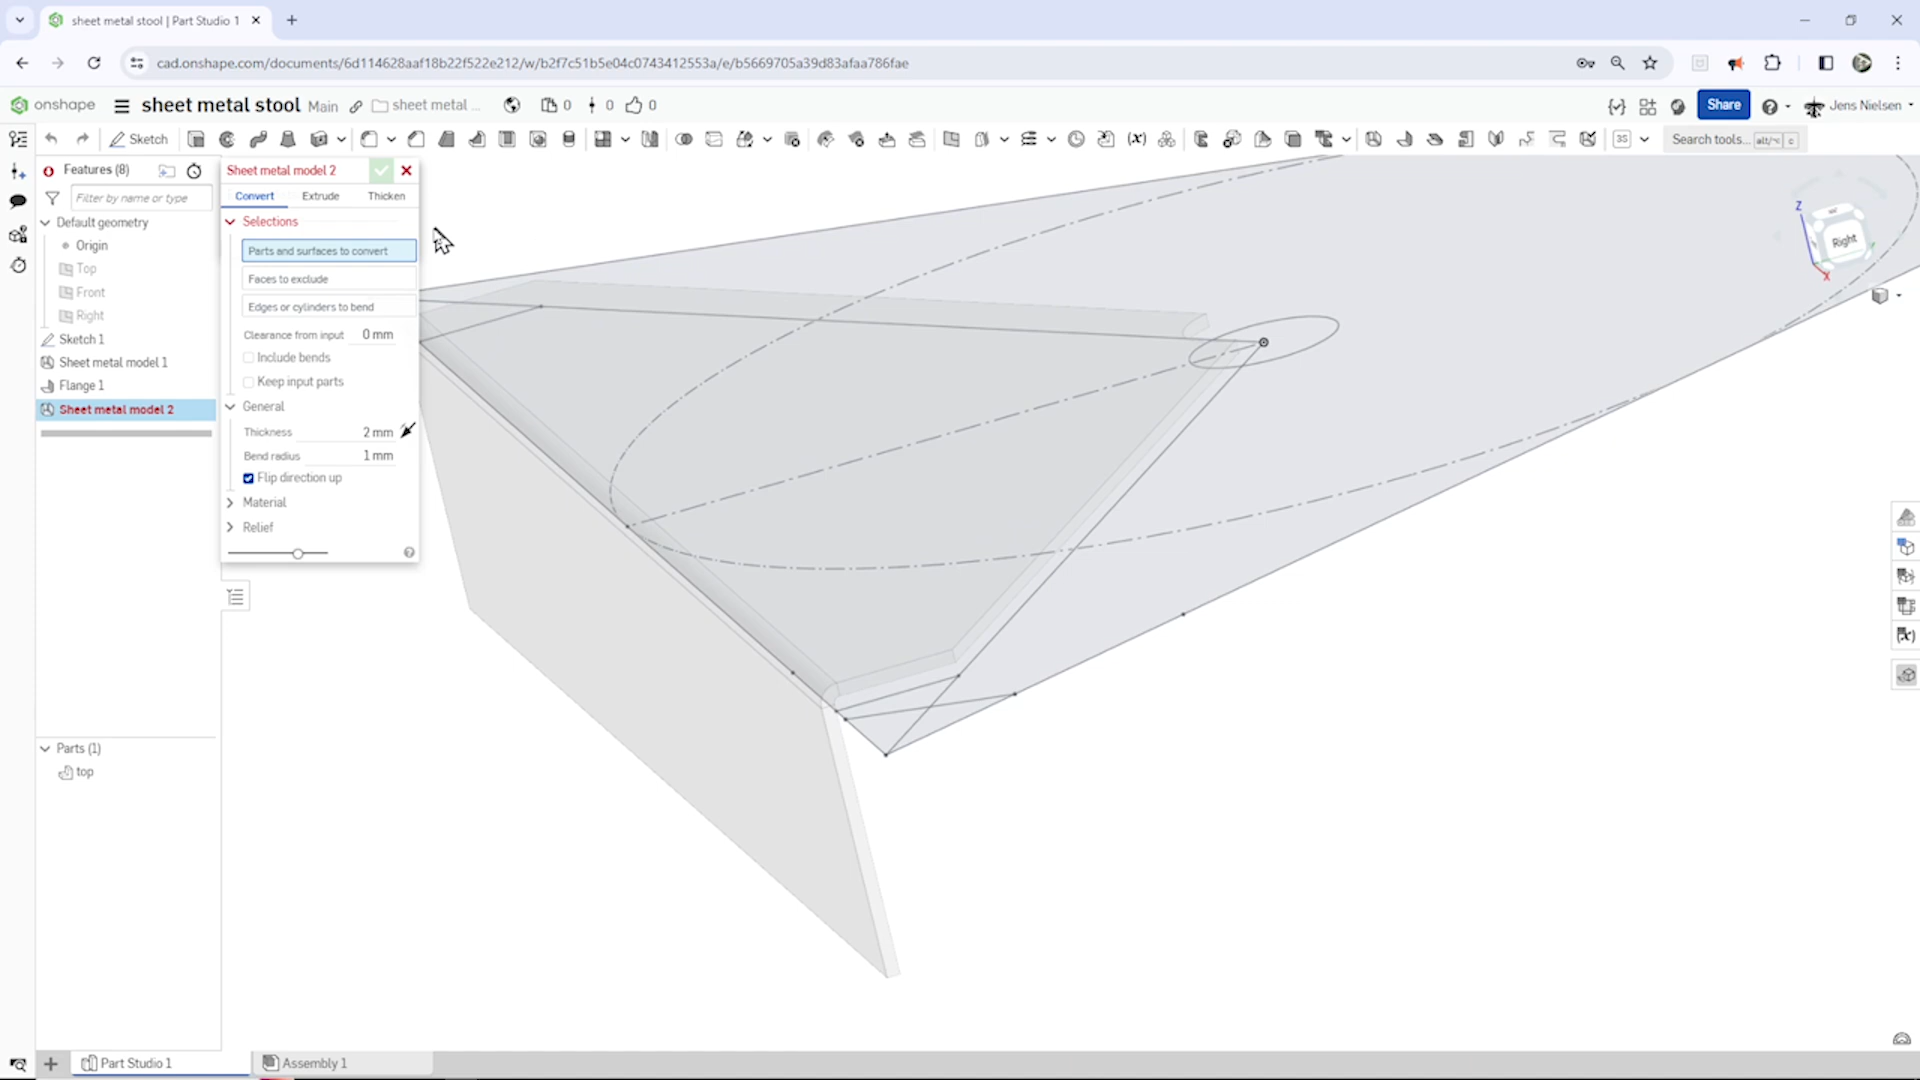 sheet metal stool | Part Studio 1
cad.onshape.com/documents/6d114628aaf18b22f522e212/w/b2f7c51b5e04c0743412553a/e/b5669705a39d83afaa786fae
onshape sheet metal stool Main sheet metal ... 0 0 0 Share Jens Nielsen
Sketch Search tools... alt/⌥ c
Features (8)
Filter by name or type
Default geometry
Origin
Top
Front
Right
Sketch 1
Sheet metal model 1
Flange 1
Sheet metal model 2
Parts (1)
top
Sheet metal model 2
Convert Extrude Thicken
Selections
Parts and surfaces to convert
Faces to exclude
Edges or cylinders to bend
Clearance from input 0 mm
Include bends
Keep input parts
General
Thickness 2 mm
Bend radius 1 mm
Flip direction up
Material
Relief
Z
Right
X
Part Studio 1
Assembly 1